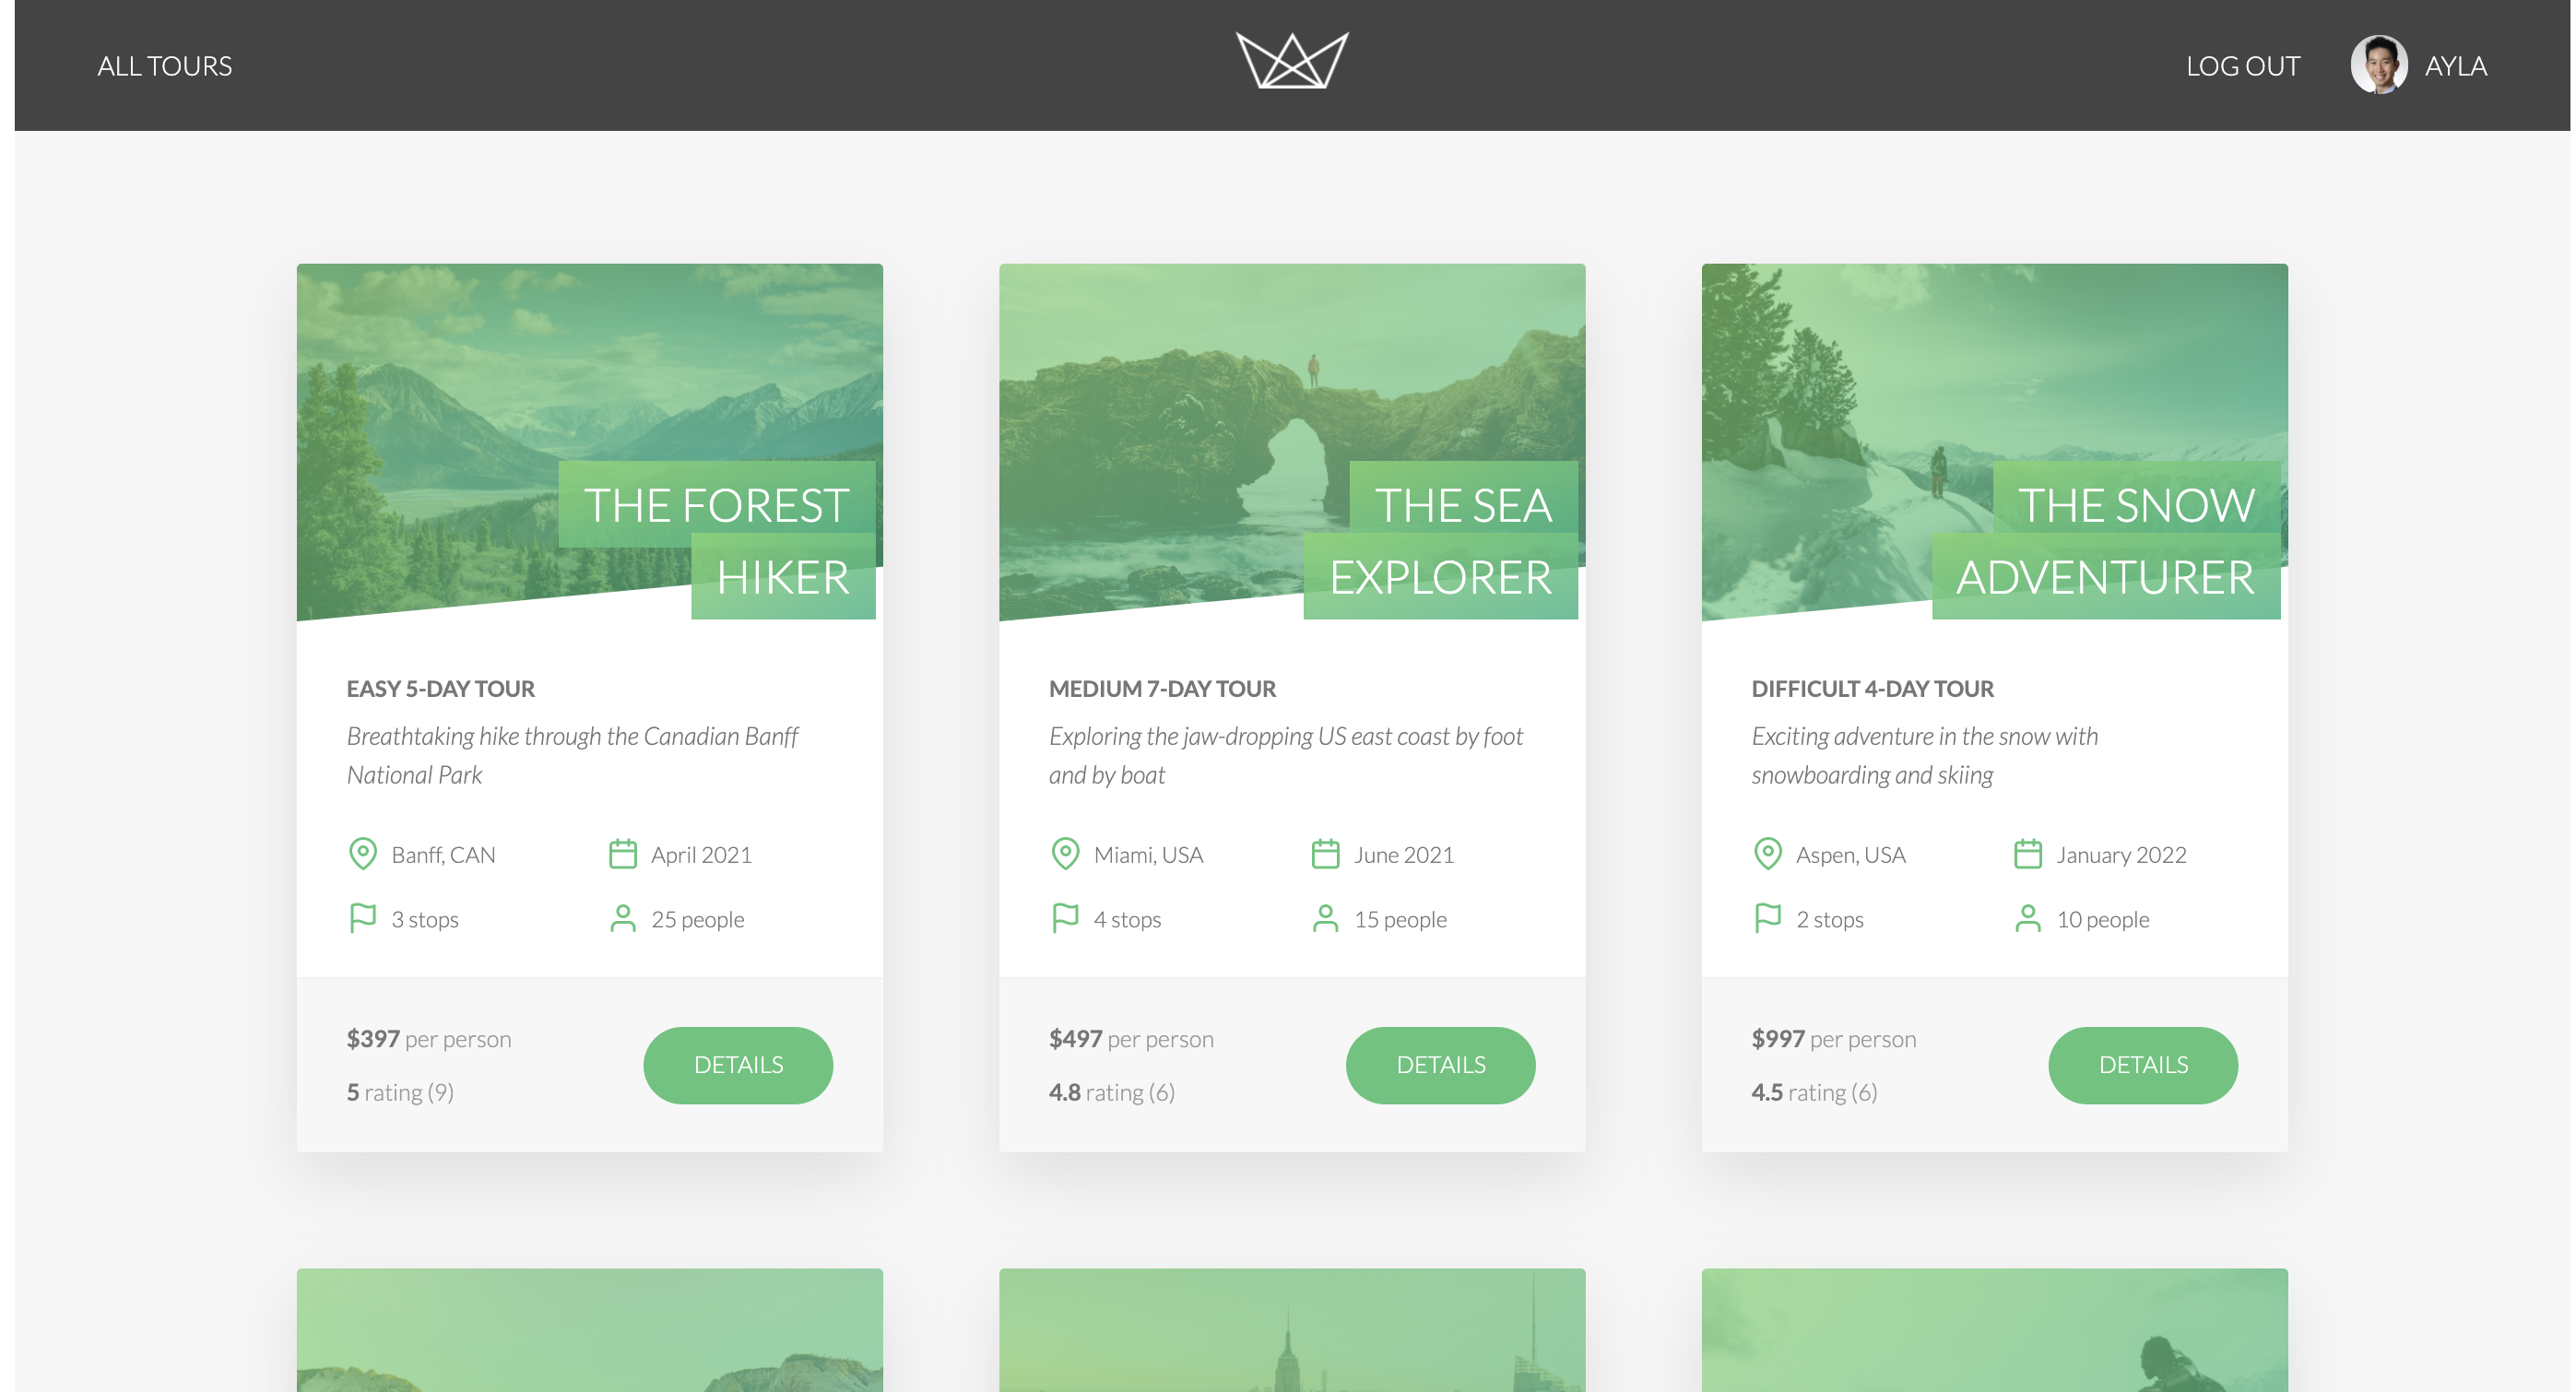 ALL TOURS
LOG OUT
AYLA
THE FOREST
HIKER
EASY 5-DAY TOUR
Breathtaking hike through the Canadian Banff
National Park
Banff, CAN
April 2021
3 stops
25 people
$397 per person
5 rating (9)
DETAILS
THE SEA
EXPLORER
MEDIUM 7-DAY TOUR
Exploring the jaw-dropping US east coast by foot
and by boat
Miami, USA
June 2021
4 stops
15 people
$497 per person
4.8 rating (6)
DETAILS
THE SNOW
ADVENTURER
DIFFICULT 4-DAY TOUR
Exciting adventure in the snow with
snowboarding and skiing
Aspen, USA
January 2022
2 stops
10 people
$997 per person
4.5 rating (6)
DETAILS